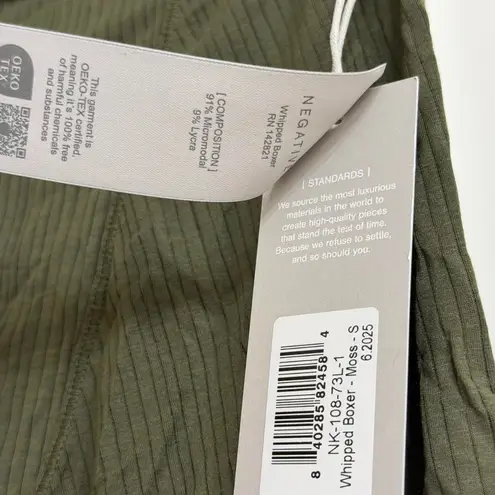 NEGATIVE
Whipped Boxer
RN 142821
[ COMPOSITION ]
91% Micromodal
9% Lycra
OEKO
TEX
This garment is
OEKO-TEX certified,
meaning it's 100% free
of harmful chemicals
and substances
[ STANDARDS ]
We source the most luxurious
materials in the world to
create high-quality pieces
that stand the test of time.
Because we refuse to settle,
and so should you.
8 40285 82458 4
NK-108-73L-1
Whipped Boxer - Moss - S
6.2025